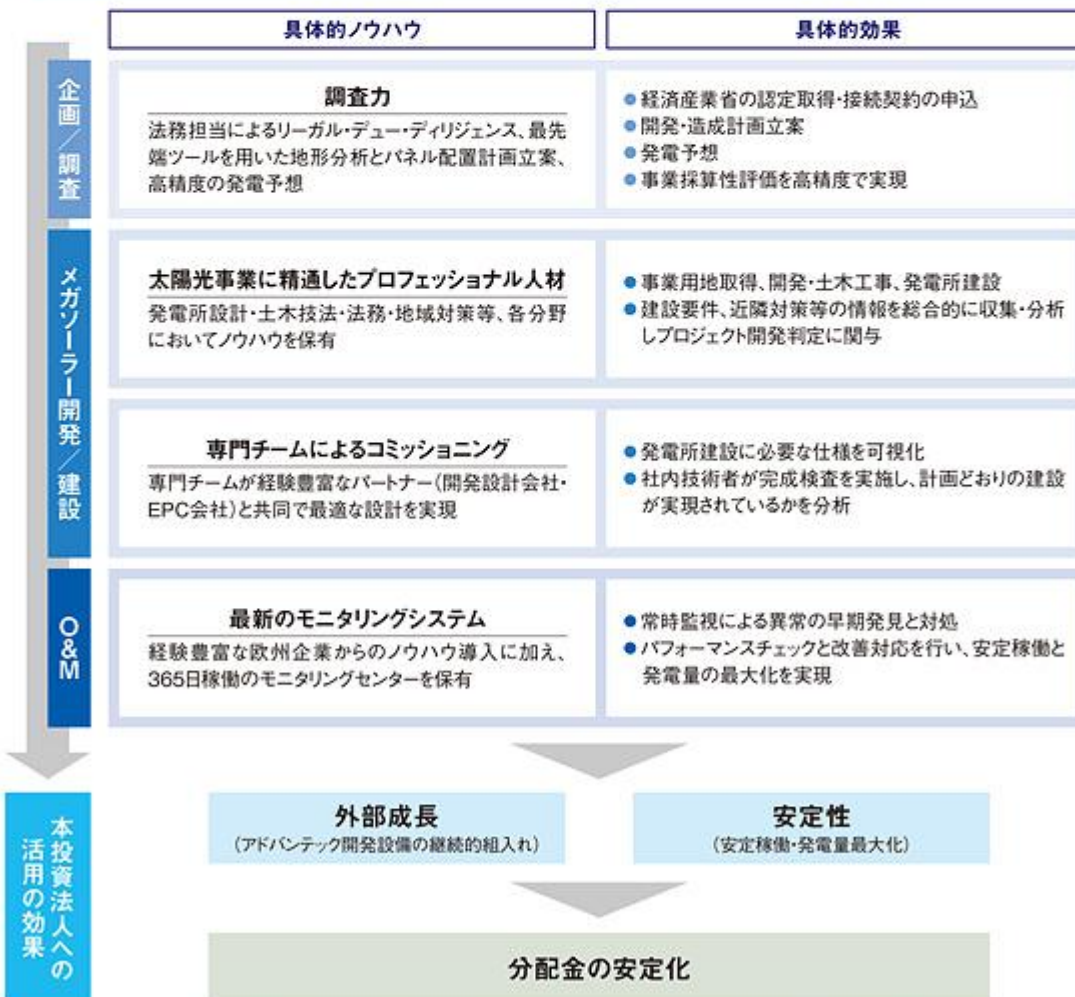 具体的ノウハウ
具体的効果
企画／調査
調査力
法務担当によるリーガル・デュー・ディリジェンス、最先
端ツールを用いた地形分析とパネル配置計画立案、
高精度の発電予想
● 経済産業省の認定取得・接続契約の申込
● 開発・造成計画立案
● 発電予想
● 事業採算性評価を高精度で実現
メガソーラー開発／建設
太陽光事業に精通したプロフェッショナル人材
発電所設計・土木技法・法務・地域対策等、各分野
においてノウハウを保有
● 事業用地取得、開発・土木工事、発電所建設
● 建設要件、近隣対策等の情報を総合的に収集・分析
しプロジェクト開発判定に関与
専門チームによるコミッショニング
専門チームが経験豊富なパートナー（開発設計会社・
EPC会社）と共同で最適な設計を実現
● 発電所建設に必要な仕様を可視化
● 社内技術者が完成検査を実施し、計画どおりの建設
が実現されているかを分析
O&M
最新のモニタリングシステム
経験豊富な欧州企業からのノウハウ導入に加え、
365日稼働のモニタリングセンターを保有
● 常時監視による異常の早期発見と対処
● パフォーマンスチェックと改善対応を行い、安定稼働と
発電量の最大化を実現
本投資法人への
活用の効果
外部成長
（アドバンテック開発設備の継続的組入れ）
安定性
（安定稼働・発電量最大化）
分配金の安定化